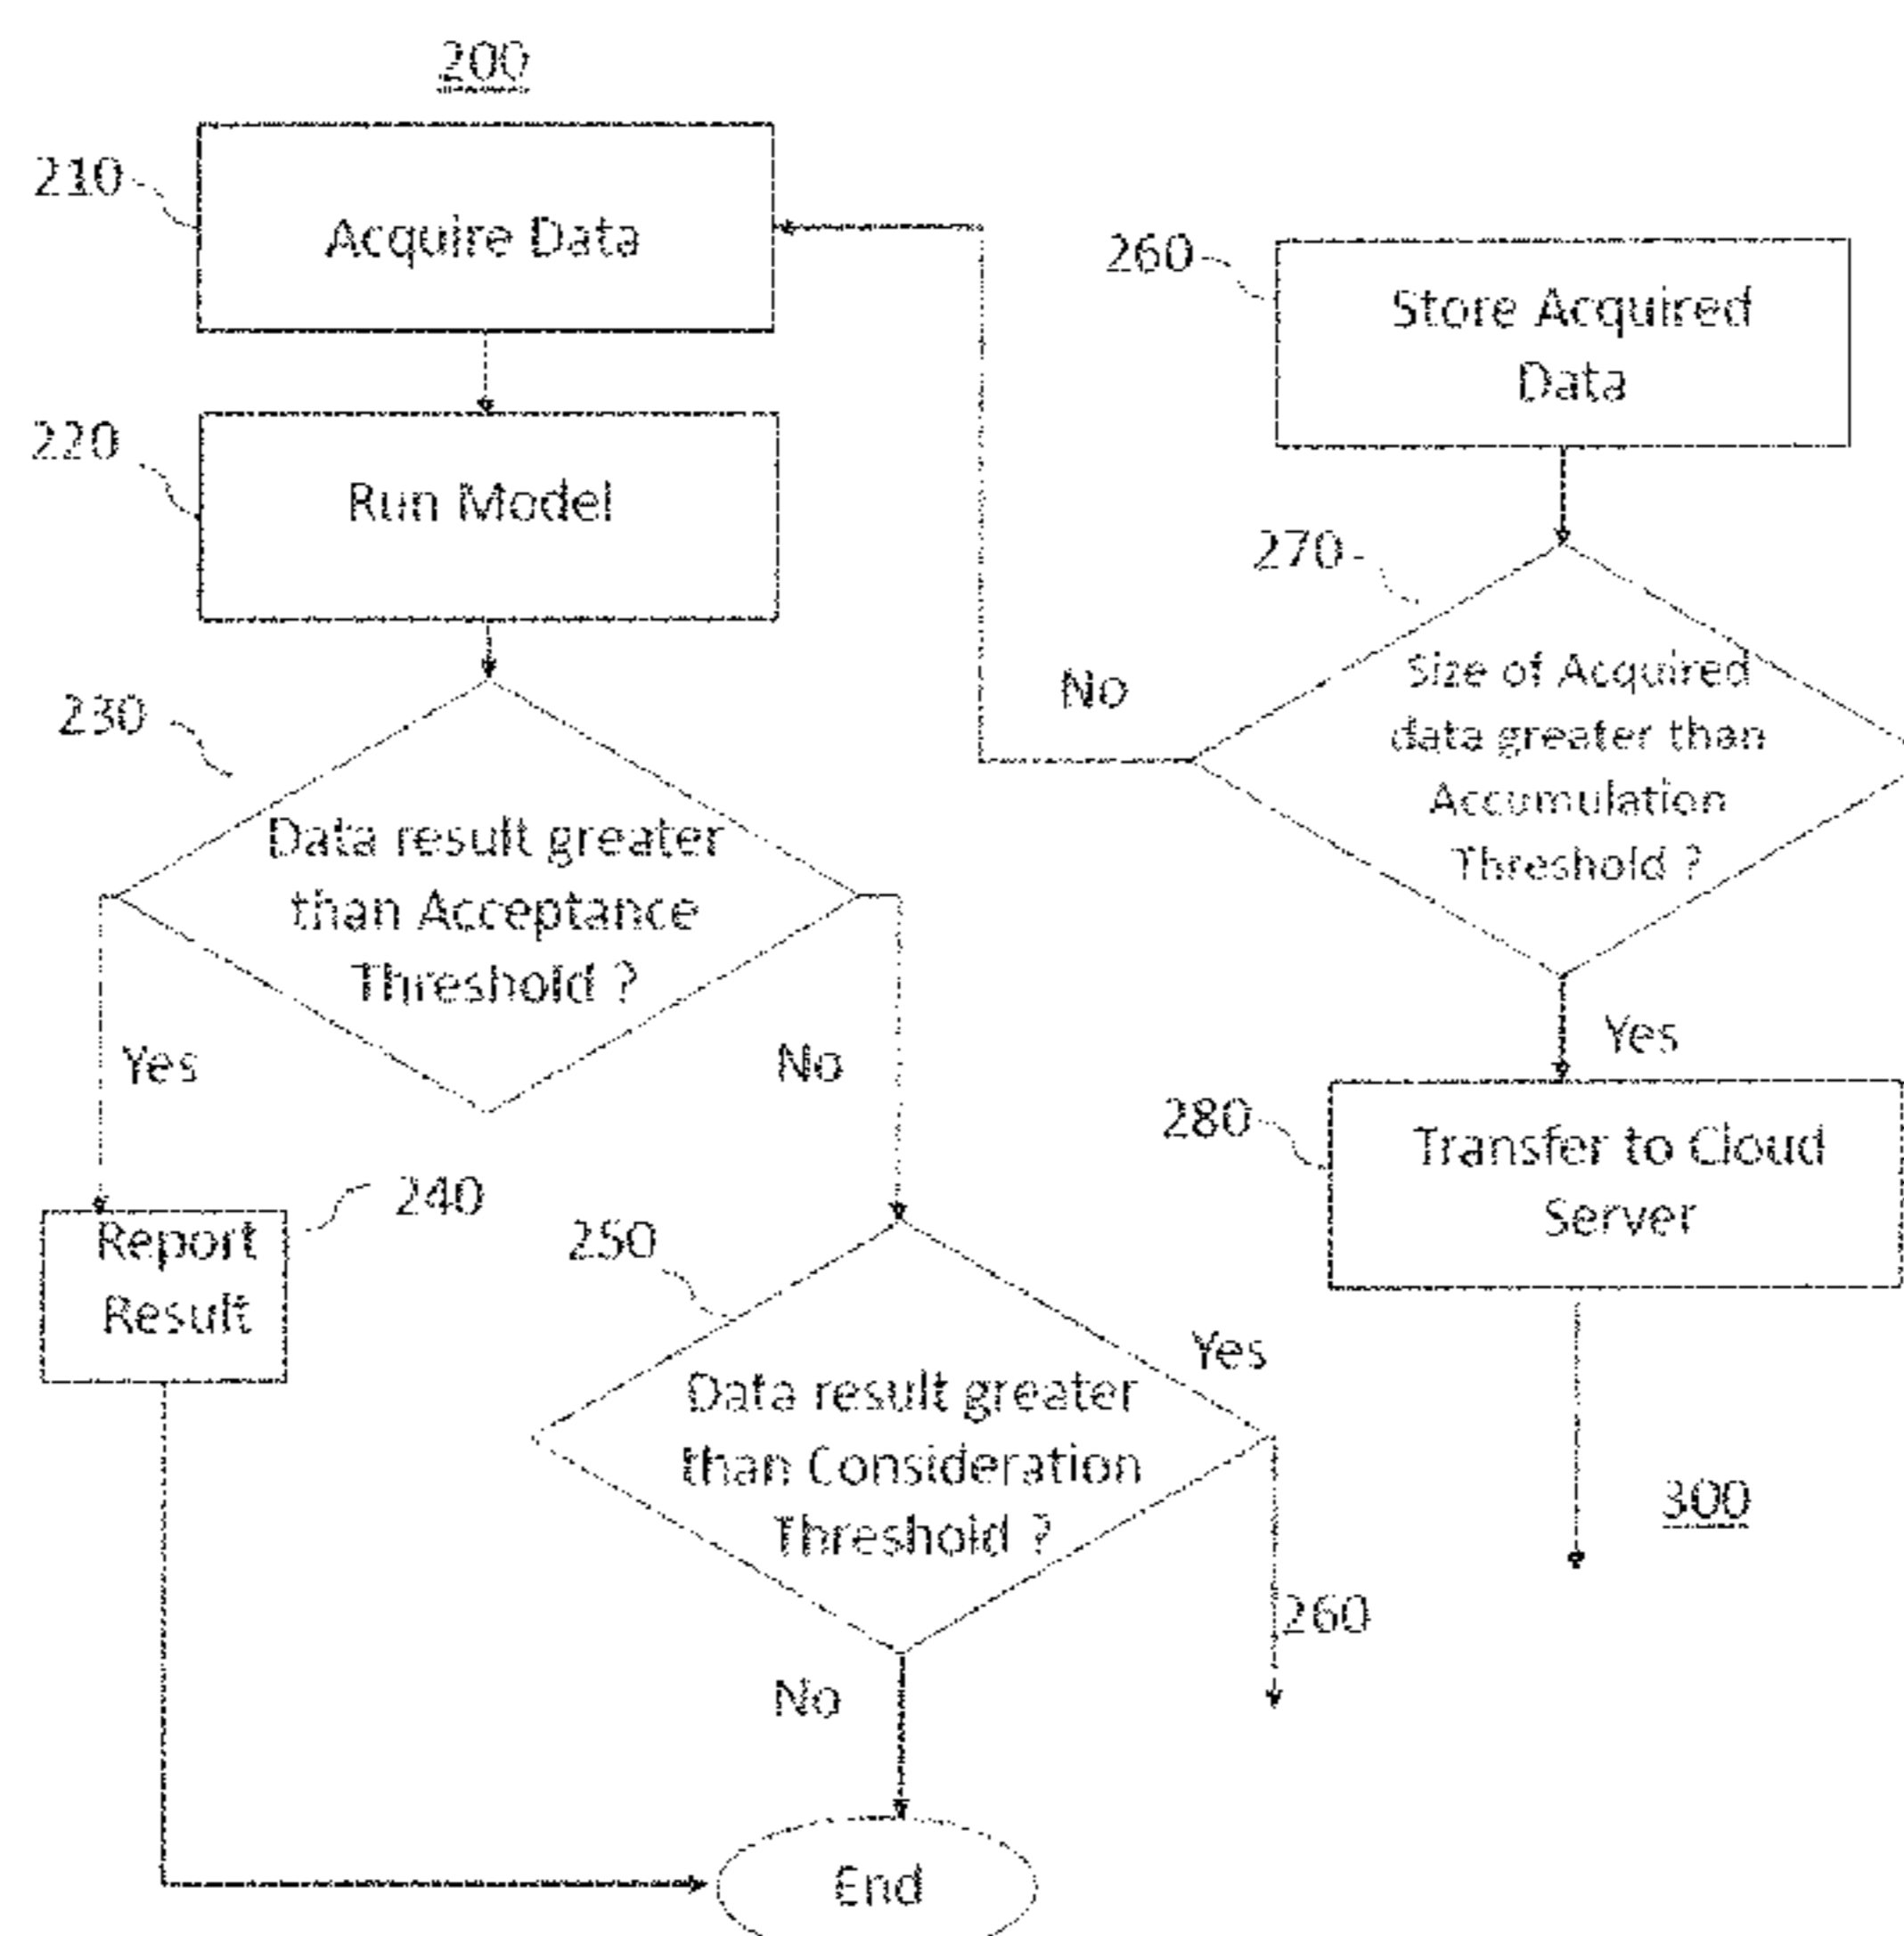 200
210
Acquire Data
220
Run Model
230
Data result greater
than Acceptance
Threshold ?
Yes
No
240
Report
Result
250
Data result greater
than Consideration
Threshold ?
Yes
260
No
End
260
Store Acquired
Data
270
Size of Acquired
data greater than
Accumulation
Threshold ?
No
Yes
280
Transfer to Cloud
Server
300